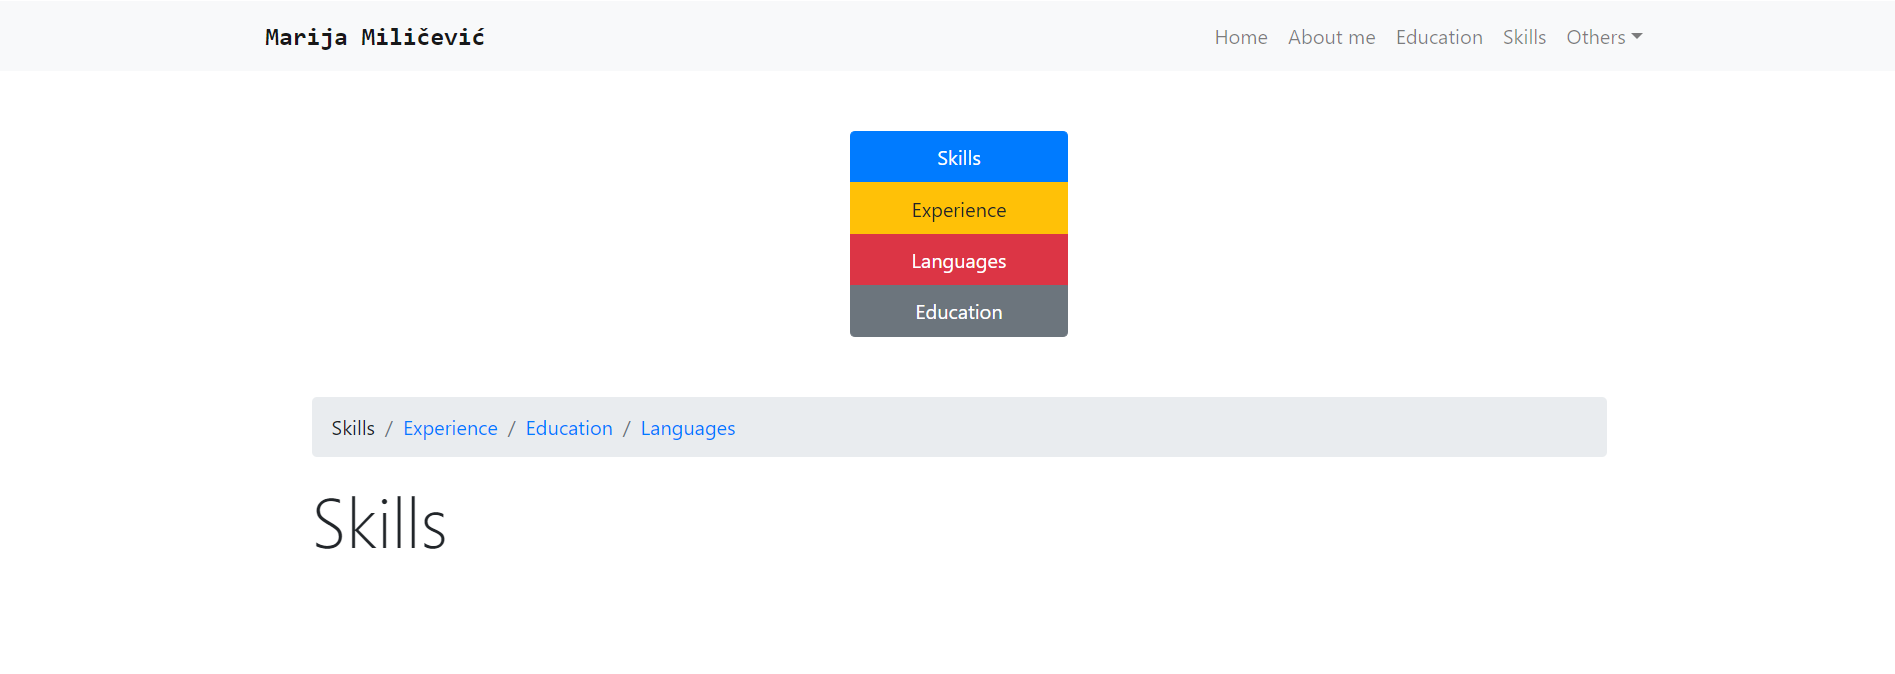 Marija Miličević Home About me Education Skills Others
Skills
Experience
Languages
Education
Skills / Experience / Education / Languages
Skills